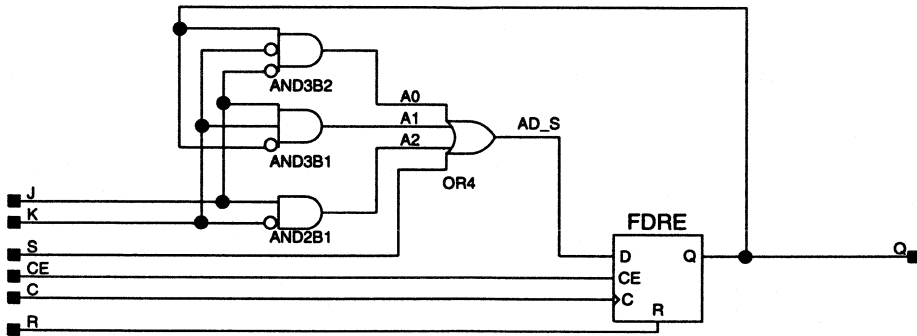 AND3B2
A0
A1
AD_S
A2
AND3B1
OR4
J
K
AND2B1
FDRE
S
D
Q
Q
CE
CE
C
C
R
R